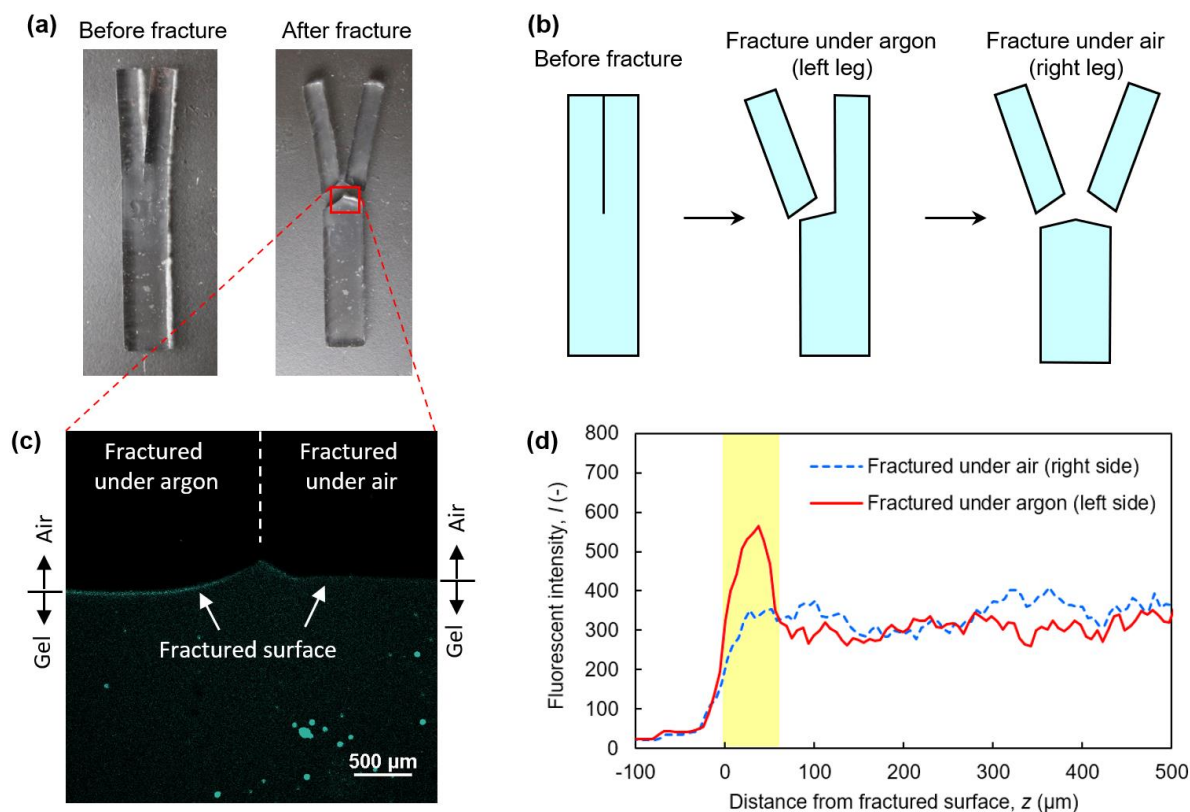 (a)
Before fracture
After fracture
(b)
Before fracture
Fracture under argon
(left leg)
Fracture under air
(right leg)
(c)
Fractured
under argon
Fractured
under air
Air
Gel
Air
Gel
Fractured surface
500 µm
(d)
Fluorescent intensity, I (-)
800
700
600
500
400
300
200
100
0
Fractured under air (right side)
Fractured under argon (left side)
-100 0 100 200 300 400 500
Distance from fractured surface, z (µm)